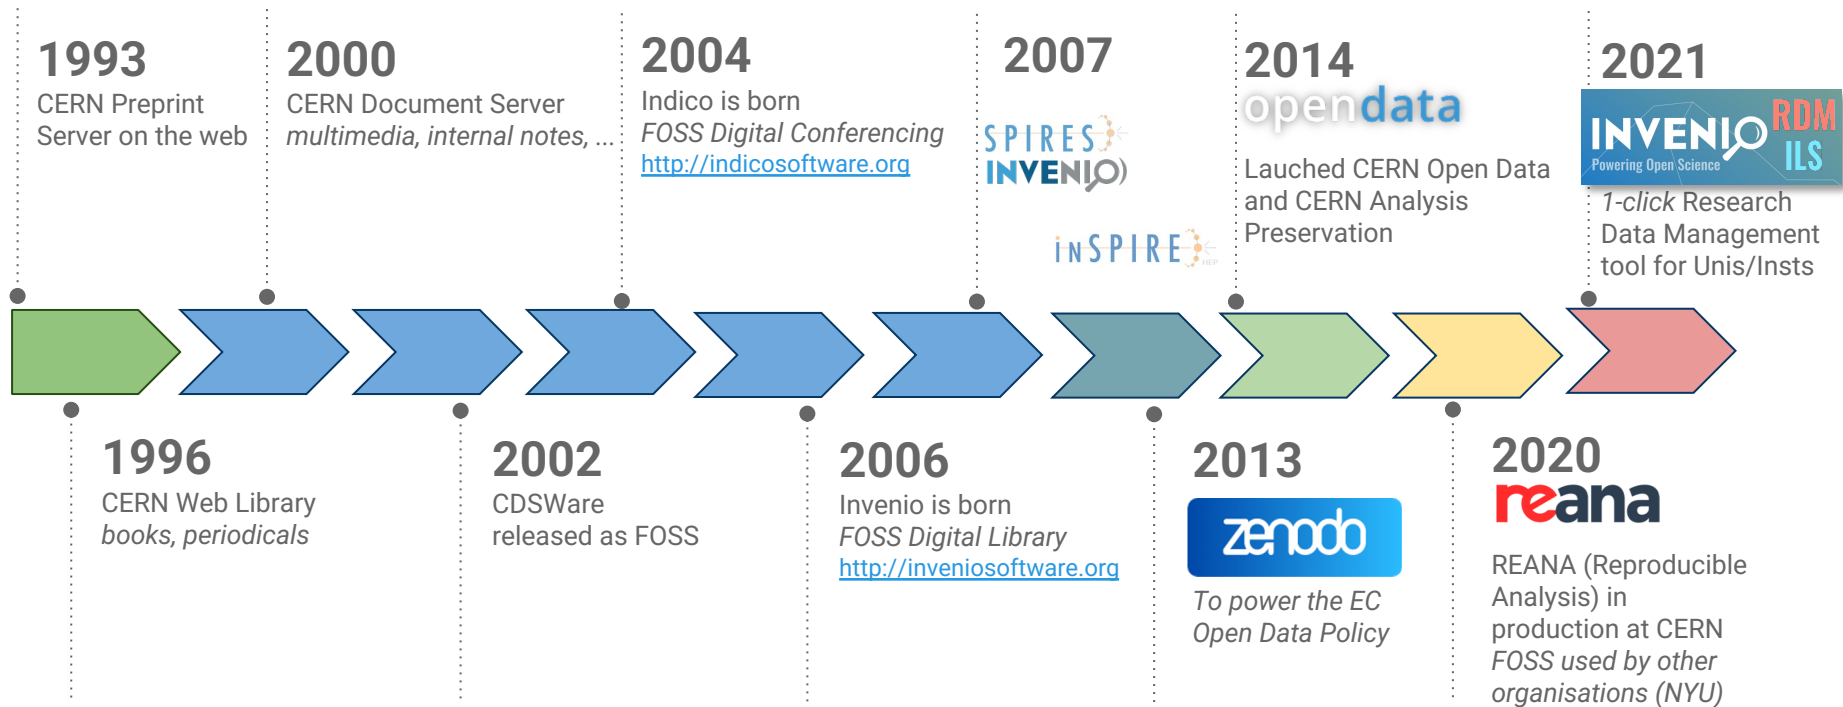 1993
CERN Preprint
Server on the web
2000
CERN Document Server
multimedia, internal notes, ...
2004
Indico is born
FOSS Digital Conferencing
http://indicosoftware.org
2007
SPIRES
INVENIO
inSPIRE
HEP
2014
opendata
Lauched CERN Open Data
and CERN Analysis
Preservation
2021
INVENIO
Powering Open Science
RDM
ILS
1-click Research
Data Management
tool for Unis/Insts
1996
CERN Web Library
books, periodicals
2002
CDSWare
released as FOSS
2006
Invenio is born
FOSS Digital Library
http://inveniosoftware.org
2013
zenodo
To power the EC
Open Data Policy
2020
reana
REANA (Reproducible
Analysis) in
production at CERN
FOSS used by other
organisations (NYU)